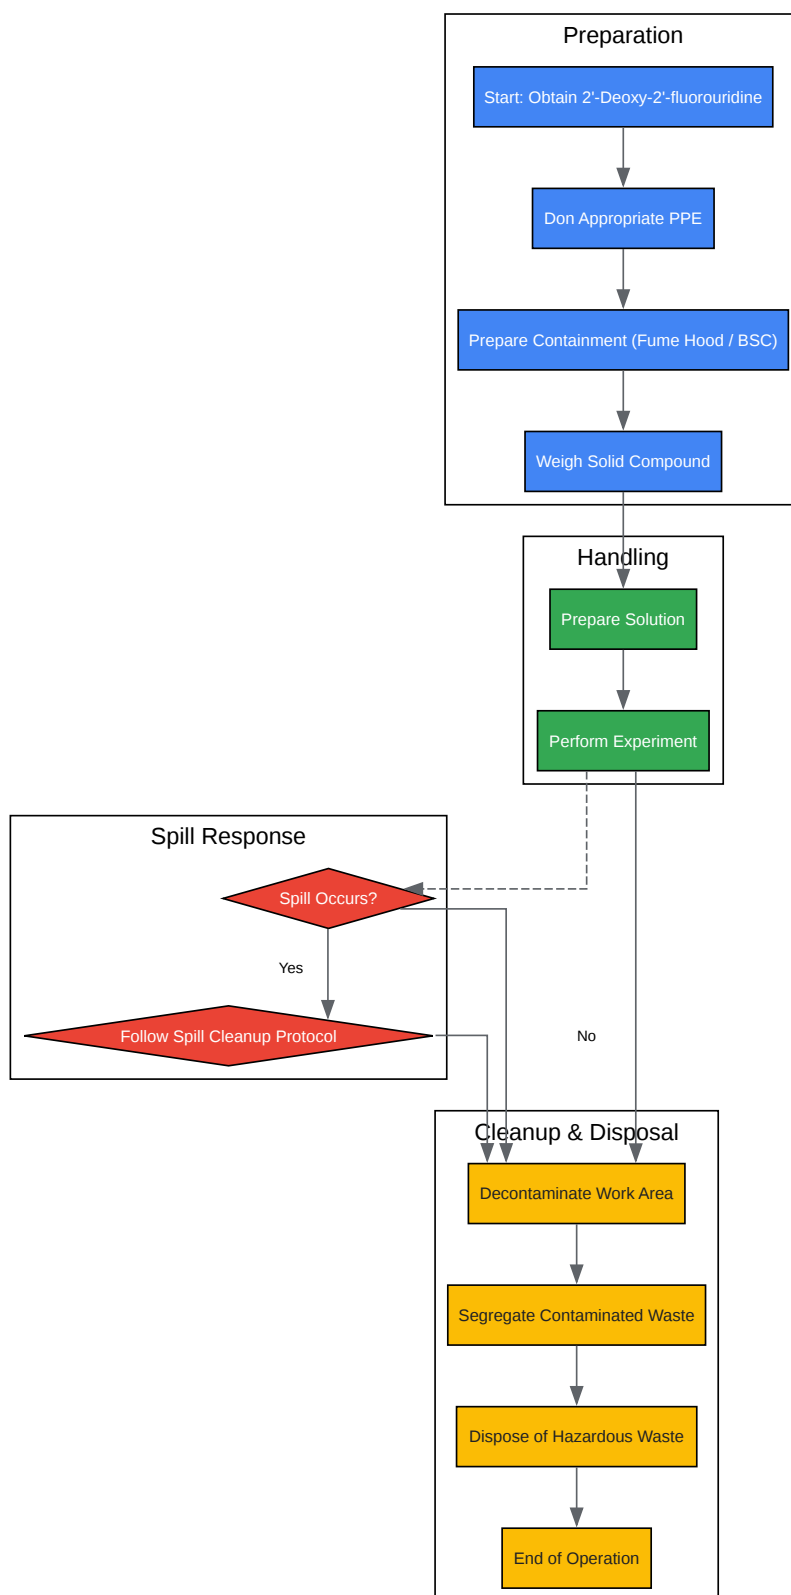 Preparation
Start: Obtain 2'-Deoxy-2'-fluorouridine
Don Appropriate PPE
Prepare Containment (Fume Hood / BSC)
Weigh Solid Compound
Handling
Prepare Solution
Perform Experiment
Spill Response
Spill Occurs?
Yes
Follow Spill Cleanup Protocol
No
Cleanup & Disposal
Decontaminate Work Area
Segregate Contaminated Waste
Dispose of Hazardous Waste
End of Operation